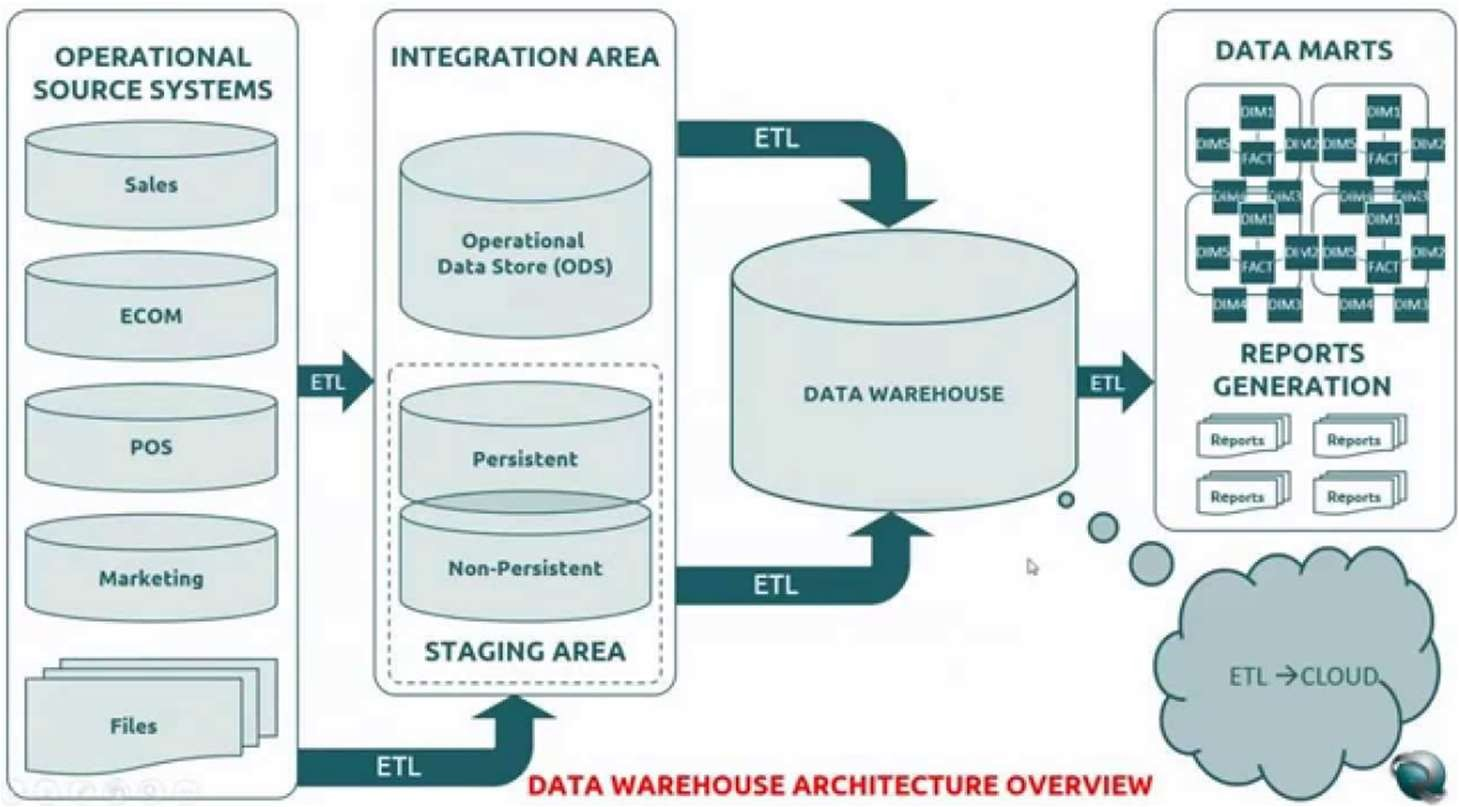 OPERATIONAL
SOURCE SYSTEMS
Sales
ECOM
POS
Marketing
Files
ETL
ETL
INTEGRATION AREA
Operational
Data Store (ODS)
Persistent
Non-Persistent
STAGING AREA
ETL
ETL
DATA WAREHOUSE
ETL
DATA MARTS
DIM1
DIM1
DIM5
FACT
DIM2
DIM5
FACT
DIM2
DIM3
DIM3
DIM1
DIM1
DIM5
FACT
DIM2
DIM5
FACT
DIM2
DIM4
DIM3
DIM4
DIM3
REPORTS
GENERATION
Reports
Reports
Reports
Reports
ETL →CLOUD
DATA WAREHOUSE ARCHITECTURE OVERVIEW